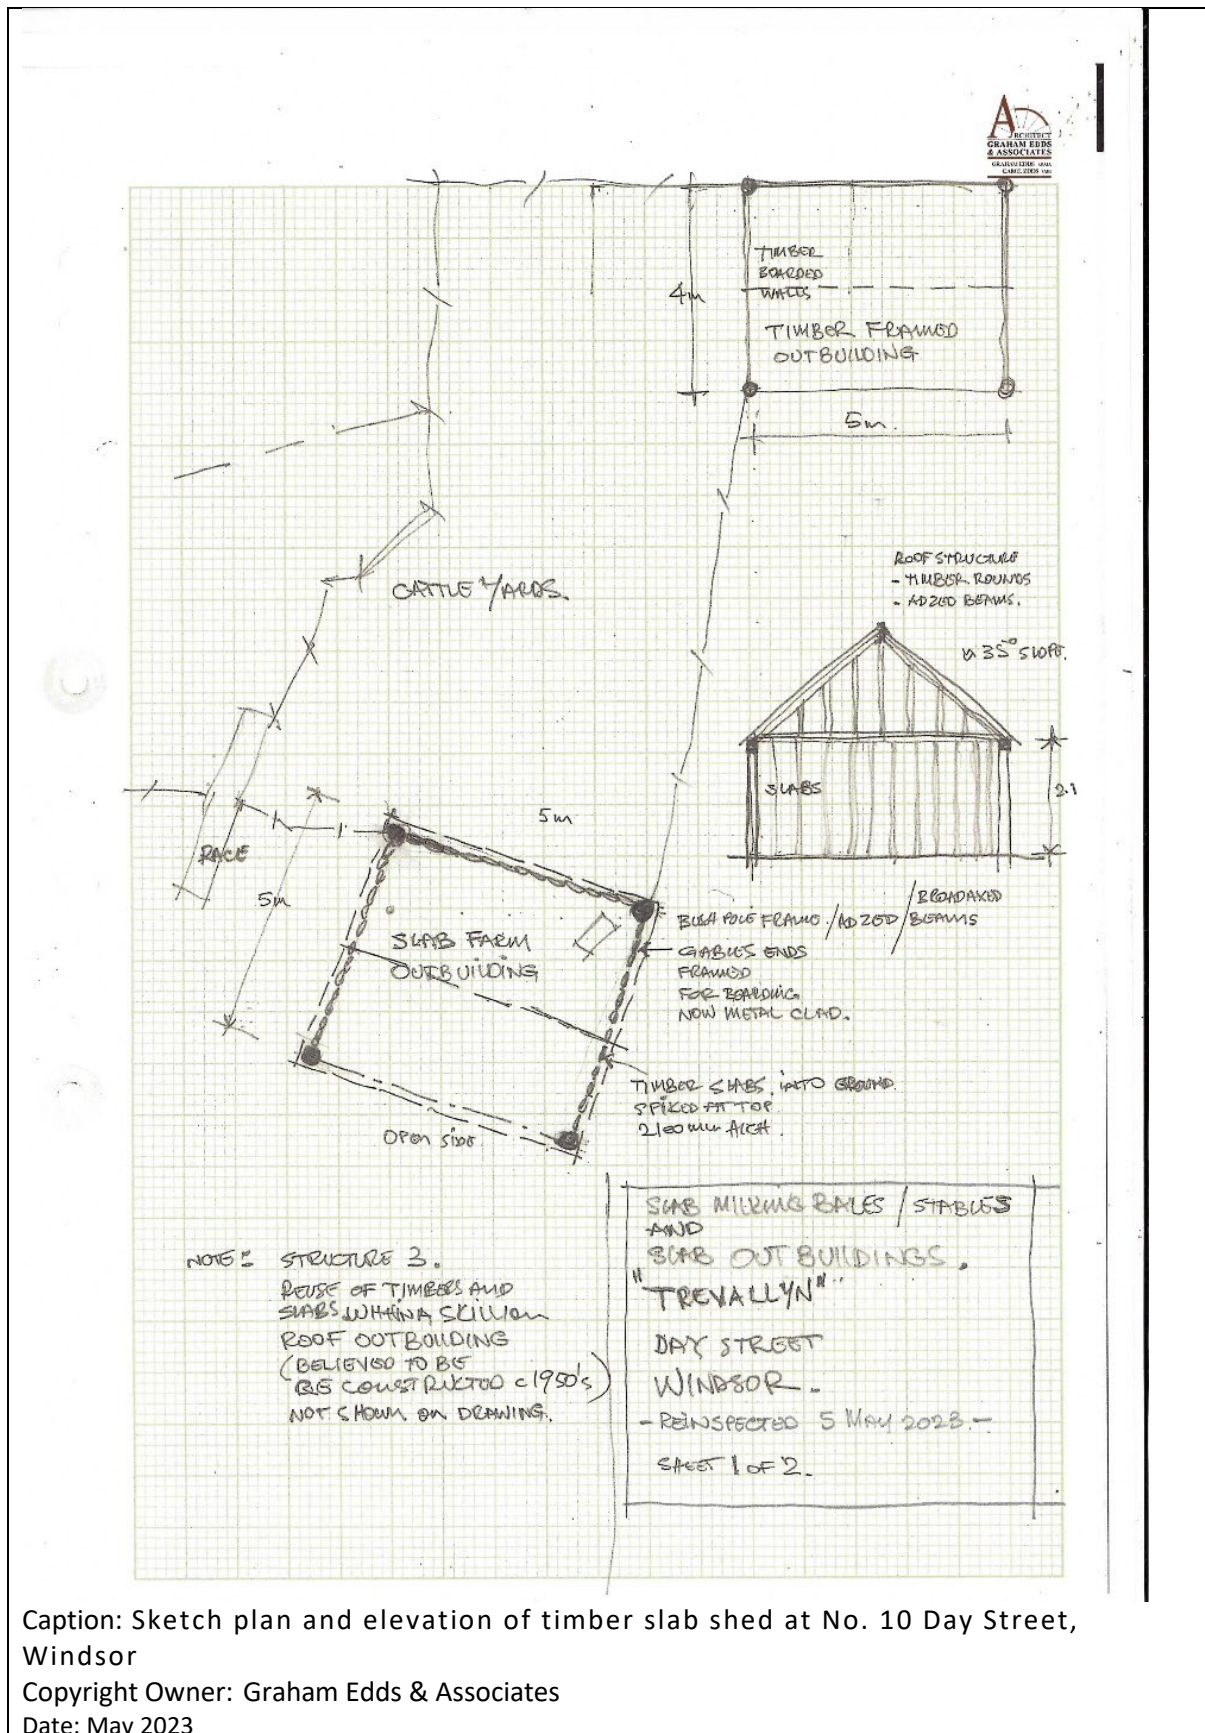 ARCHITECT
GRAHAM EDDS
& ASSOCIATES
GRAHAM EDDS
CAROL EDDS
TIMBER
BOARDED
WALLS
4m
TIMBER FRAMED
OUTBUILDING
5m.
ROOF STRUCTURE
- TIMBER ROUNDS
- ADZED BEAMS.
CATTLE YARDS.
35° SLOPE.
SLABS
2.1
5m
RACE
5m
SLAB FARM
OUTBUILDING
BUSH POLE FRAME / ADZED / BROADAXED
BEAMS
GABLES ENDS
FRAMED
FOR BOARDING
NOW METAL CLAD.
TIMBER SLABS INTO GROUND
SPIKED AT TOP
2100mm HIGH.
OPEN SIDE
SLAB MILKING BALES / STABLES
AND
SLAB OUTBUILDINGS.
"TREVALLYN"
DAY STREET
WINDSOR.
- REINSPECTED 5 MAY 2023. -
SHEET 1 OF 2.
NOTE: STRUCTURE 3.
REUSE OF TIMBERS AND
SLABS WITHIN A SKILLION
ROOF OUTBUILDING
(BELIEVED TO BE
BE CONSTRUCTED c1950's)
NOT SHOWN ON DRAWING.
Caption: Sketch plan and elevation of timber slab shed at No. 10 Day Street,
Windsor
Copyright Owner: Graham Edds & Associates
Date: May 2023